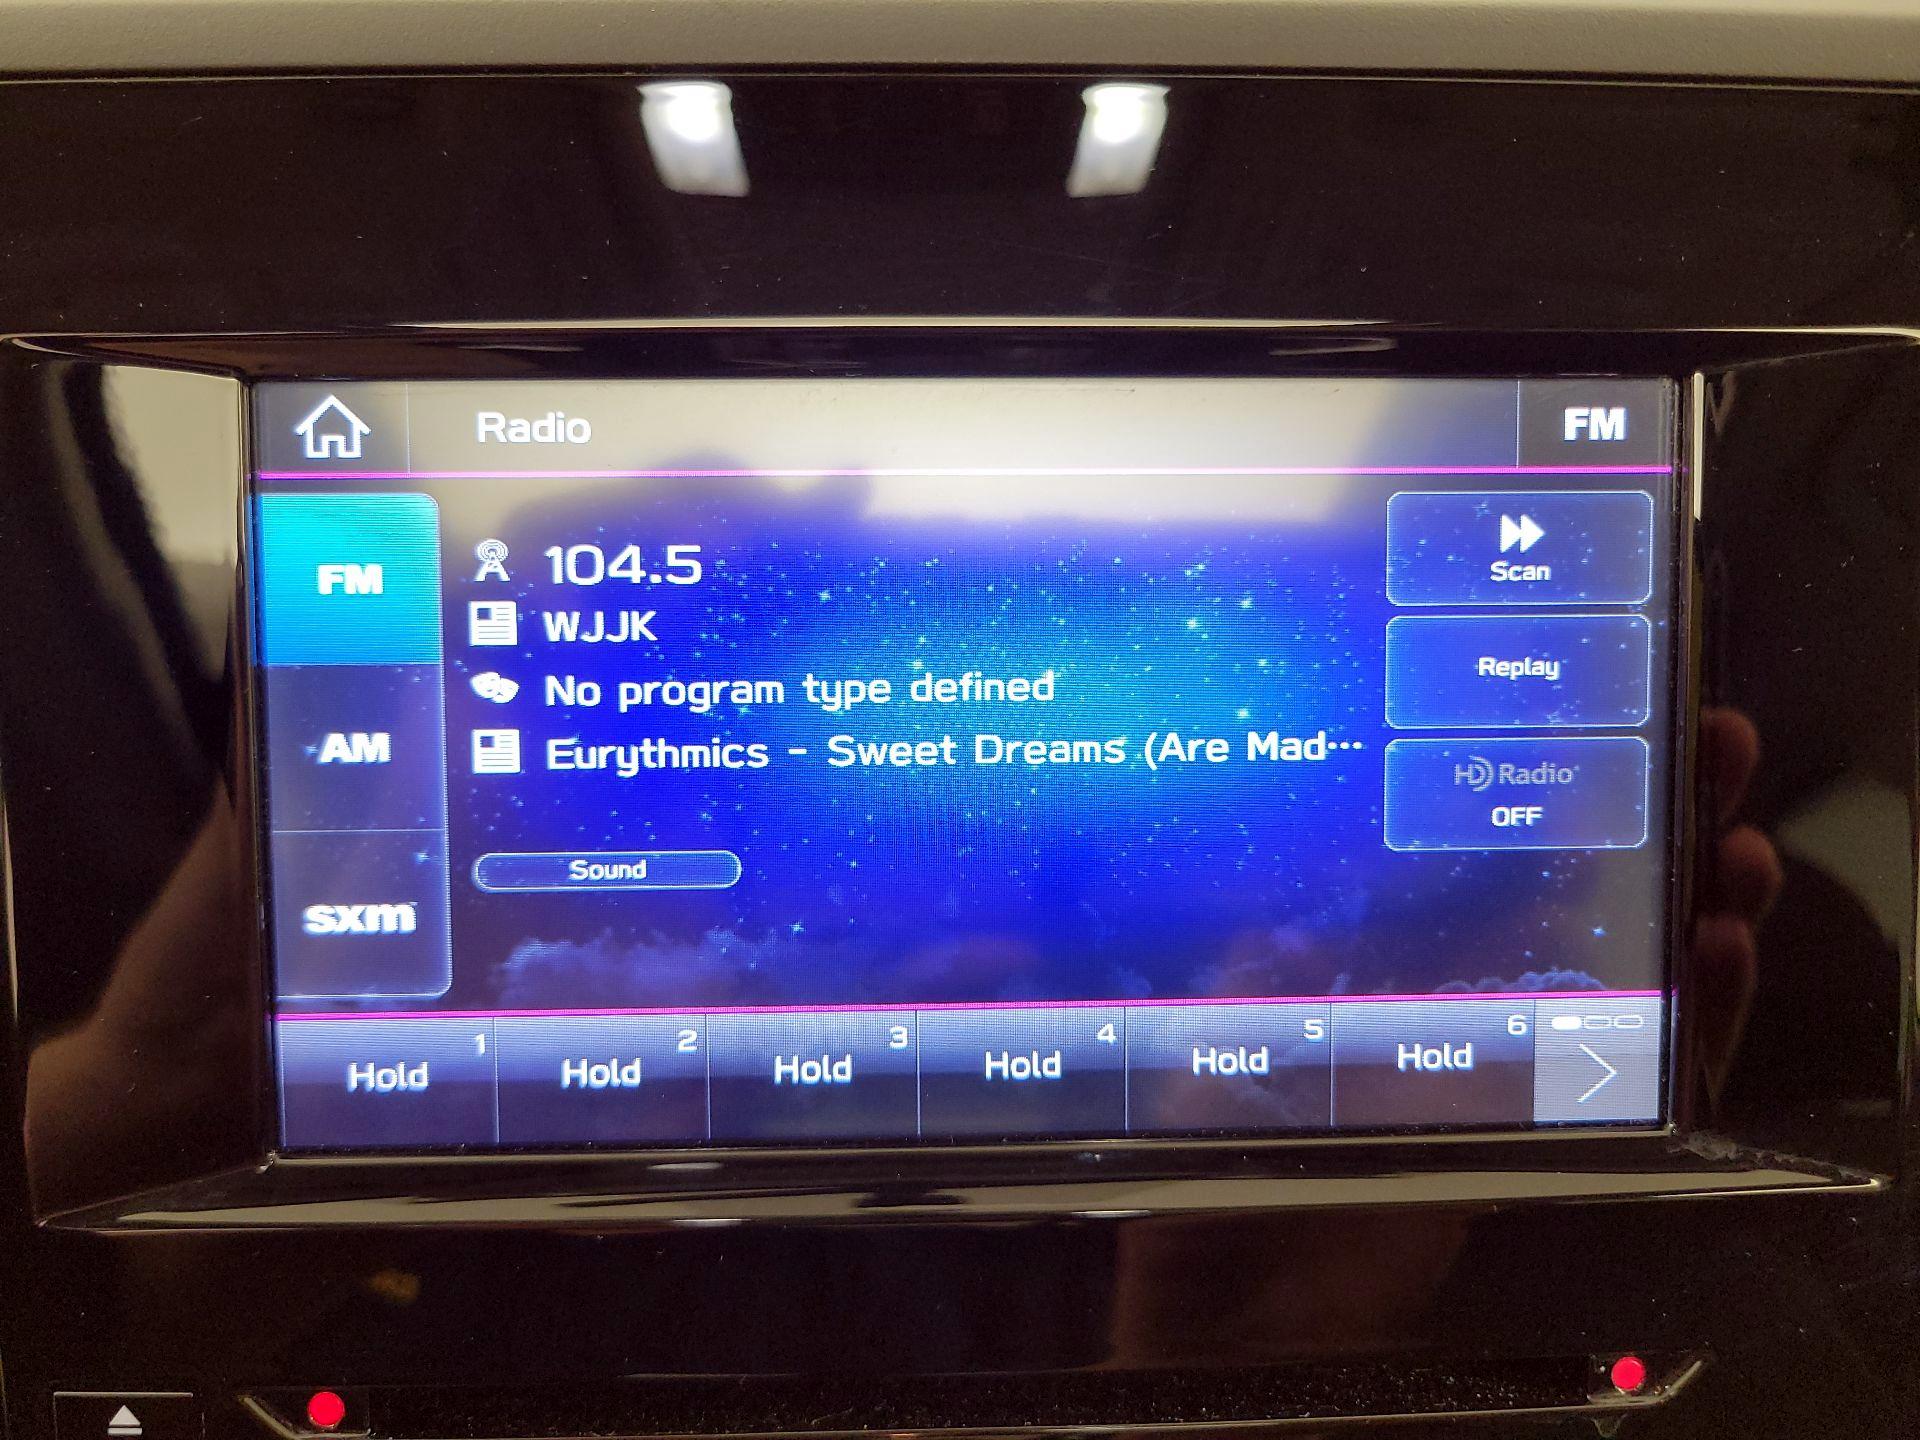 Radio
FM
FM
AM
sxm
104.5
WJJK
No program type defined
Eurythmics - Sweet Dreams (Are Mad…
Sound
Scan
Replay
HD Radio
OFF
1
Hold
2
Hold
3
Hold
4
Hold
5
Hold
6
Hold